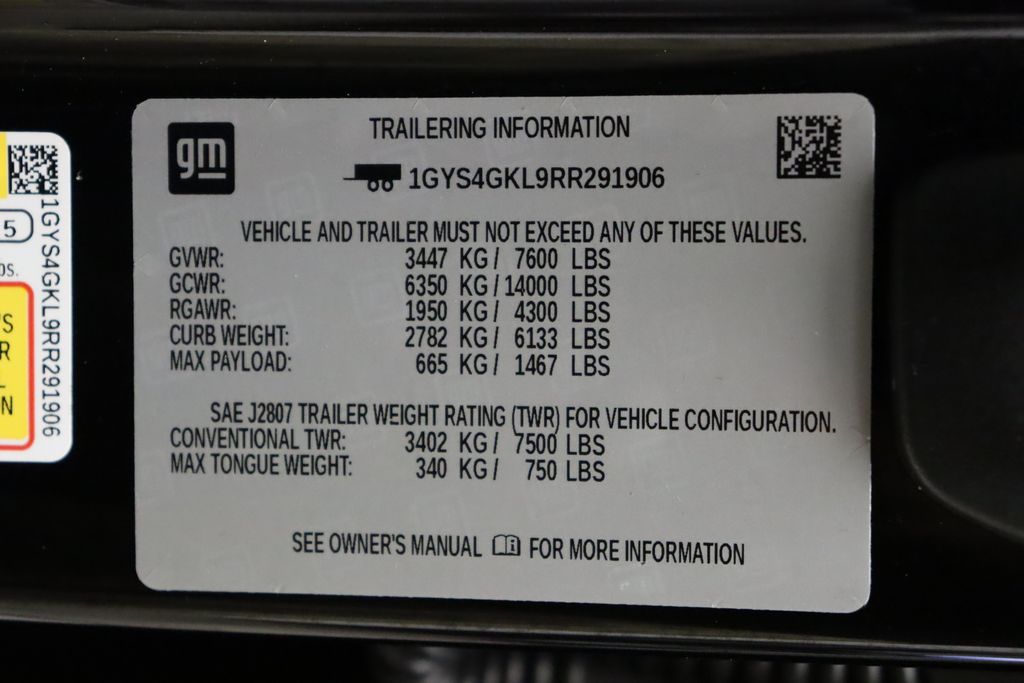 gm
TRAILERING INFORMATION
1GYS4GKL9RR291906
VEHICLE AND TRAILER MUST NOT EXCEED ANY OF THESE VALUES.
GVWR: 3447 KG / 7600 LBS
GCWR: 6350 KG / 14000 LBS
RGAWR: 1950 KG / 4300 LBS
CURB WEIGHT: 2782 KG / 6133 LBS
MAX PAYLOAD: 665 KG / 1467 LBS
SAE J2807 TRAILER WEIGHT RATING (TWR) FOR VEHICLE CONFIGURATION.
CONVENTIONAL TWR: 3402 KG / 7500 LBS
MAX TONGUE WEIGHT: 340 KG / 750 LBS
SEE OWNER'S MANUAL FOR MORE INFORMATION
1GYS4GKL9RR291906
5